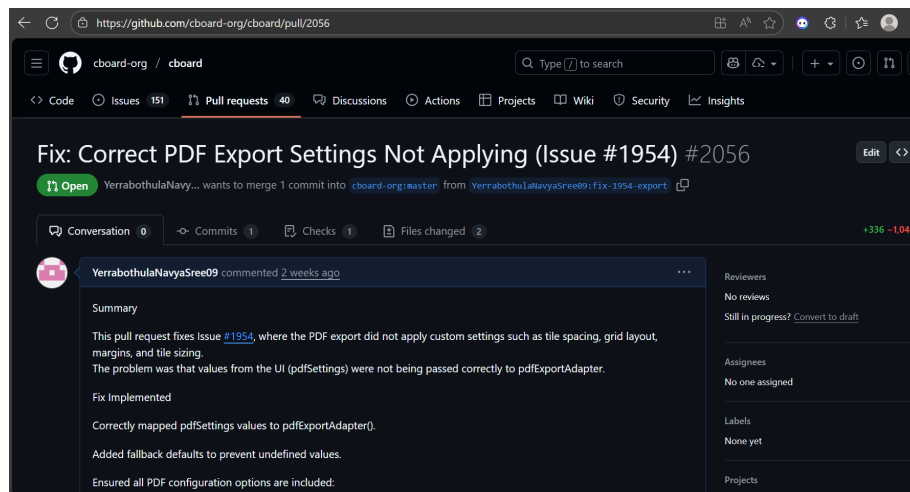 https://github.com/cboard-org/cboard/pull/2056
cboard-org / cboard
Type / to search
Code
Issues 151
Pull requests 40
Discussions
Actions
Projects
Wiki
Security
Insights
Fix: Correct PDF Export Settings Not Applying (Issue #1954) #2056
Edit
Open
YerrabothulaNavy... wants to merge 1 commit into cboard-org:master from YerrabothulaNavyaSree09:fix-1954-export
Conversation 0
Commits 1
Checks 1
Files changed 2
+336 −1,04
YerrabothulaNavyaSree09 commented 2 weeks ago
Summary
This pull request fixes Issue #1954, where the PDF export did not apply custom settings such as tile spacing, grid layout,
margins, and tile sizing.
The problem was that values from the UI (pdfSettings) were not being passed correctly to pdfExportAdapter.
Fix Implemented
Correctly mapped pdfSettings values to pdfExportAdapter().
Added fallback defaults to prevent undefined values.
Ensured all PDF configuration options are included:
Reviewers
No reviews
Still in progress? Convert to draft
Assignees
No one assigned
Labels
None yet
Projects